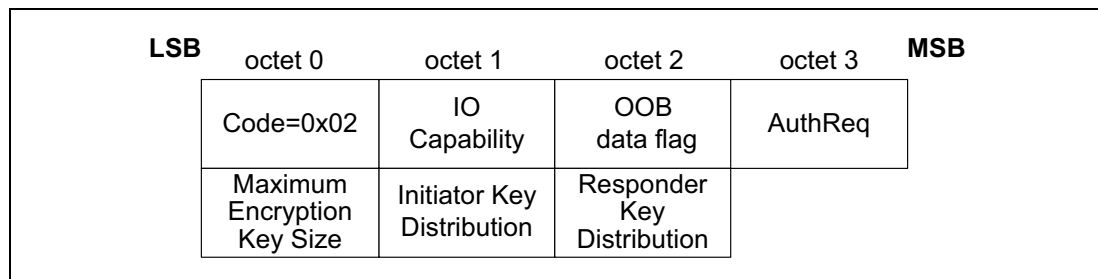 LSB
MSB
octet 0
octet 1
octet 2
octet 3
Code=0x02
IO
Capability
OOB
data flag
AuthReq
Maximum
Encryption
Key Size
Initiator Key
Distribution
Responder
Key
Distribution